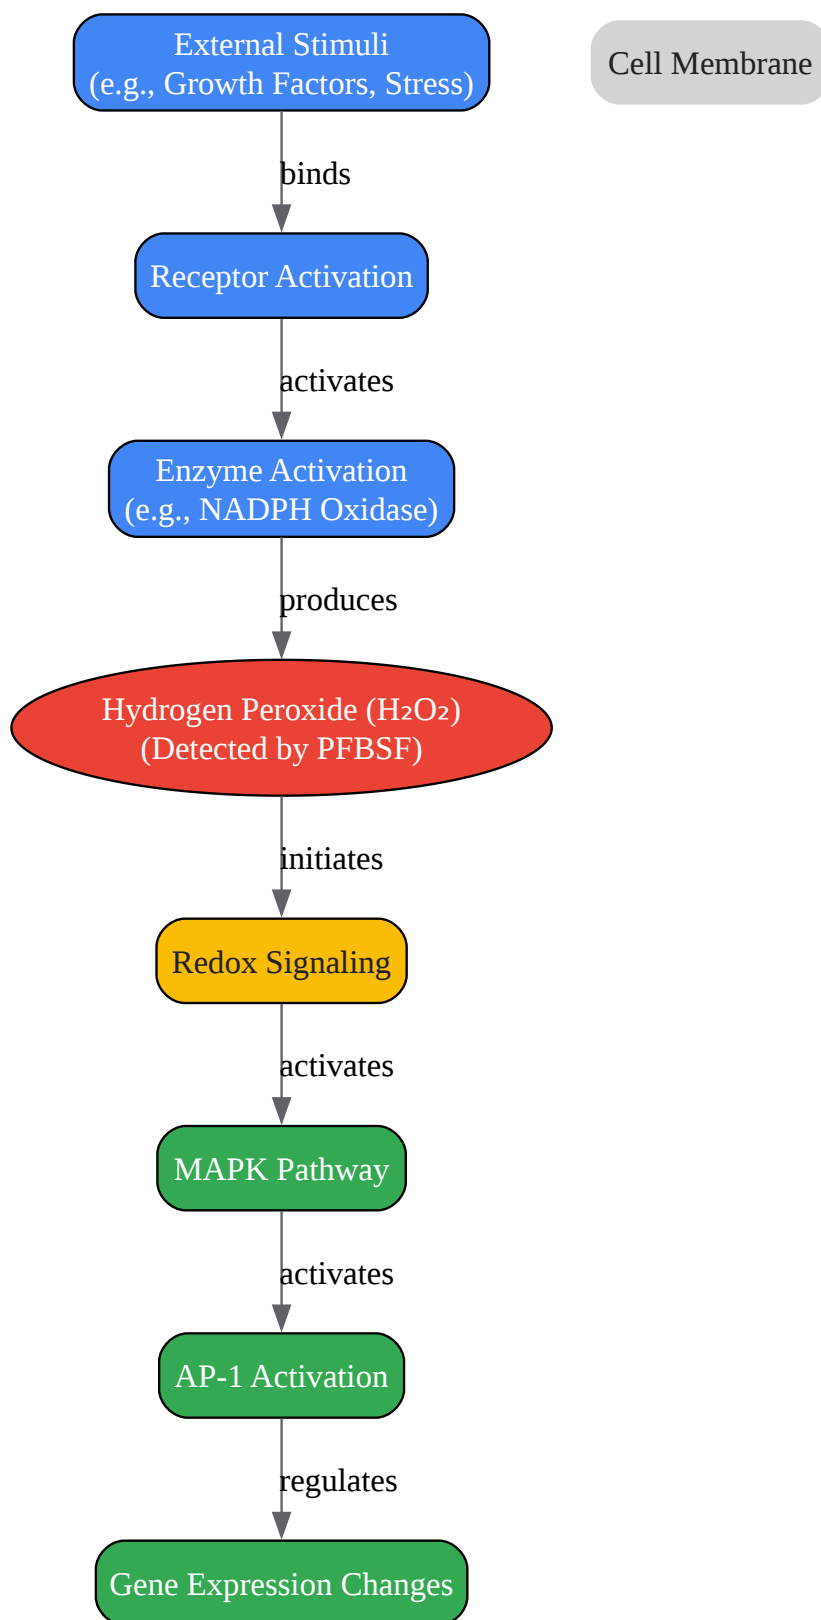 External Stimuli
(e.g., Growth Factors, Stress)
Cell Membrane
binds
Receptor Activation
activates
Enzyme Activation
(e.g., NADPH Oxidase)
produces
Hydrogen Peroxide (H₂O₂)
(Detected by PFBSF)
initiates
Redox Signaling
activates
MAPK Pathway
activates
AP-1 Activation
regulates
Gene Expression Changes